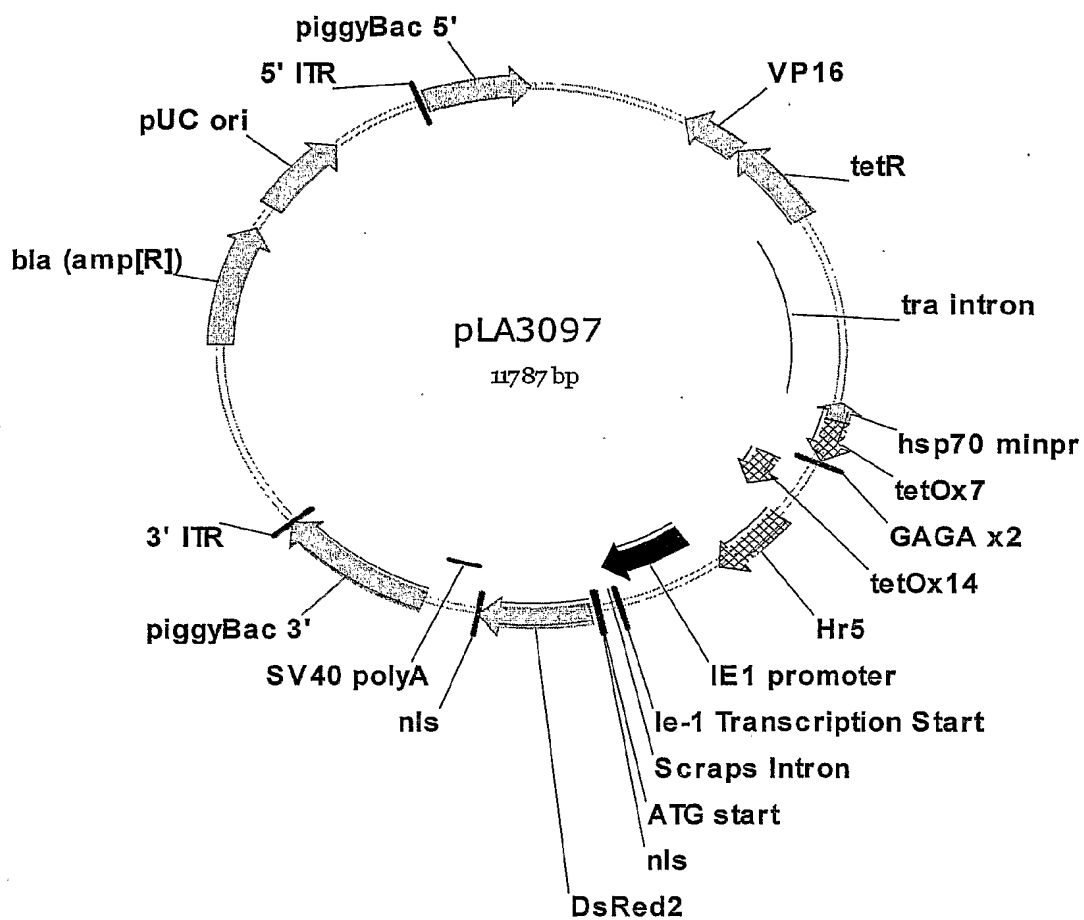 piggyBac 5'
5' ITR
VP16
pUC ori
tetR
bla (amp[R])
tra intron
pLA3097
11787 bp
hsp70 minpr
tetOx7
3' ITR
GAGA x2
tetOx14
piggyBac 3'
Hr5
SV40 polyA
IE1 promoter
nls
Ie-1 Transcription Start
Scraps Intron
ATG start
nls
DsRed2